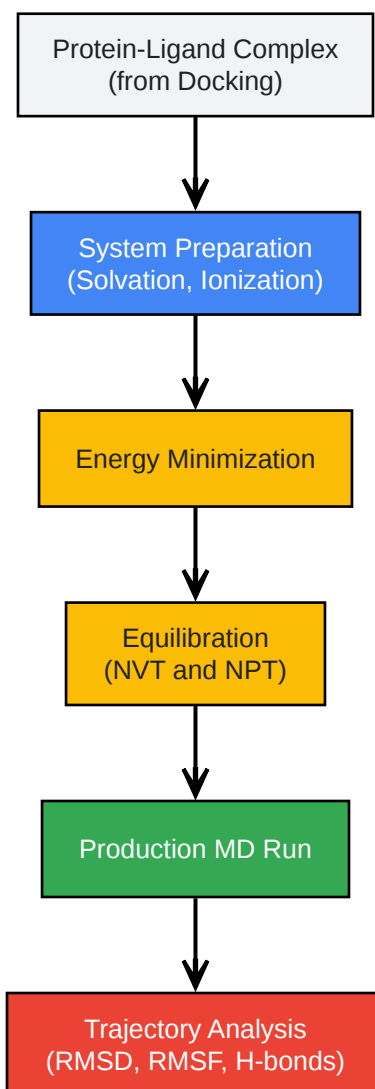 Protein-Ligand Complex
(from Docking)
System Preparation
(Solvation, Ionization)
Energy Minimization
Equilibration
(NVT and NPT)
Production MD Run
Trajectory Analysis
(RMSD, RMSF, H-bonds)